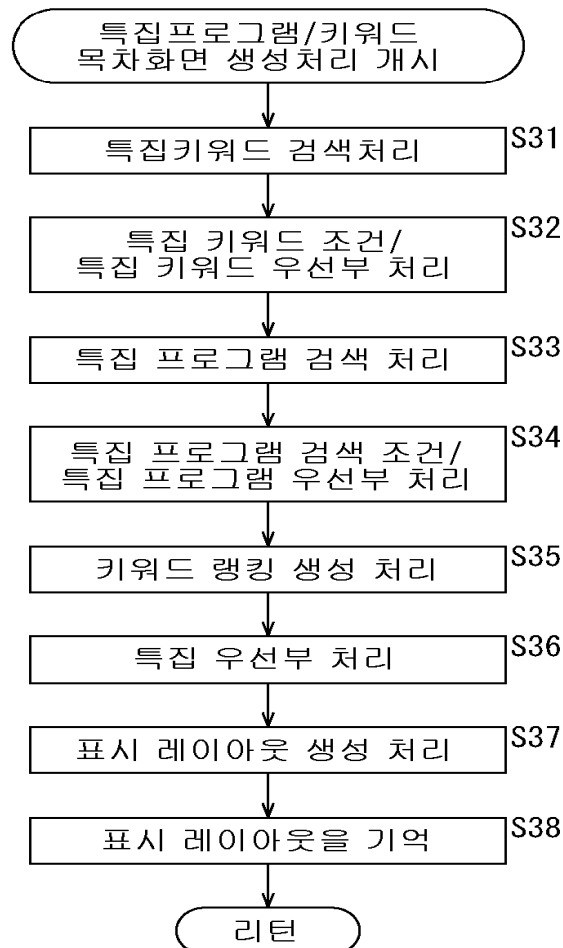 특집프로그램/키워드
목차화면 생성처리 개시
특집키워드 검색처리
S31
특집 키워드 조건/
특집 키워드 우선부 처리
S32
특집 프로그램 검색 처리
S33
특집 프로그램 검색 조건/
특집 프로그램 우선부 처리
S34
키워드 랭킹 생성 처리
S35
특집 우선부 처리
S36
표시 레이아웃 생성 처리
S37
표시 레이아웃을 기억
S38
리턴